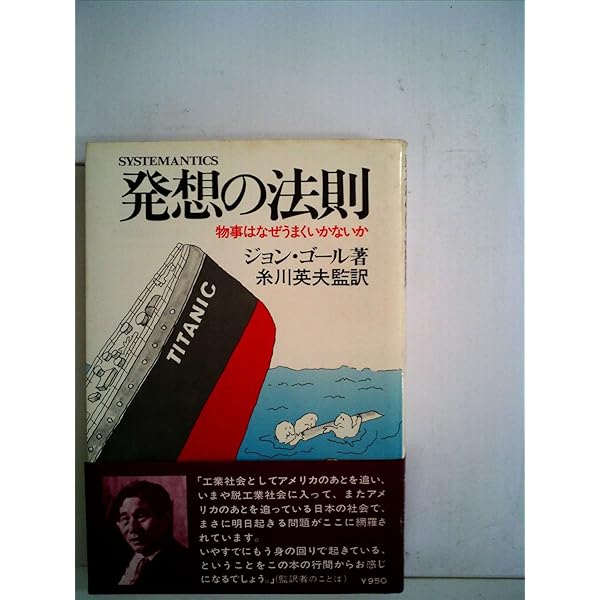 SYSTEMANTICS
発想の法則
物事はなぜうまくいかないか
ジョン・ゴール著
糸川英夫監訳
TITANIC
「工業社会としてアメリカのあとを追い、
いまや脱工業社会に入って、またアメ
リカのあとを追っている日本の社会で、
まさに明日起きる問題がここに網羅さ
れています。
いやすでにもう身の回りで起きている、
ということをこの本の行間からお感じ
になるでしょう。」(監訳者のことば)
¥950